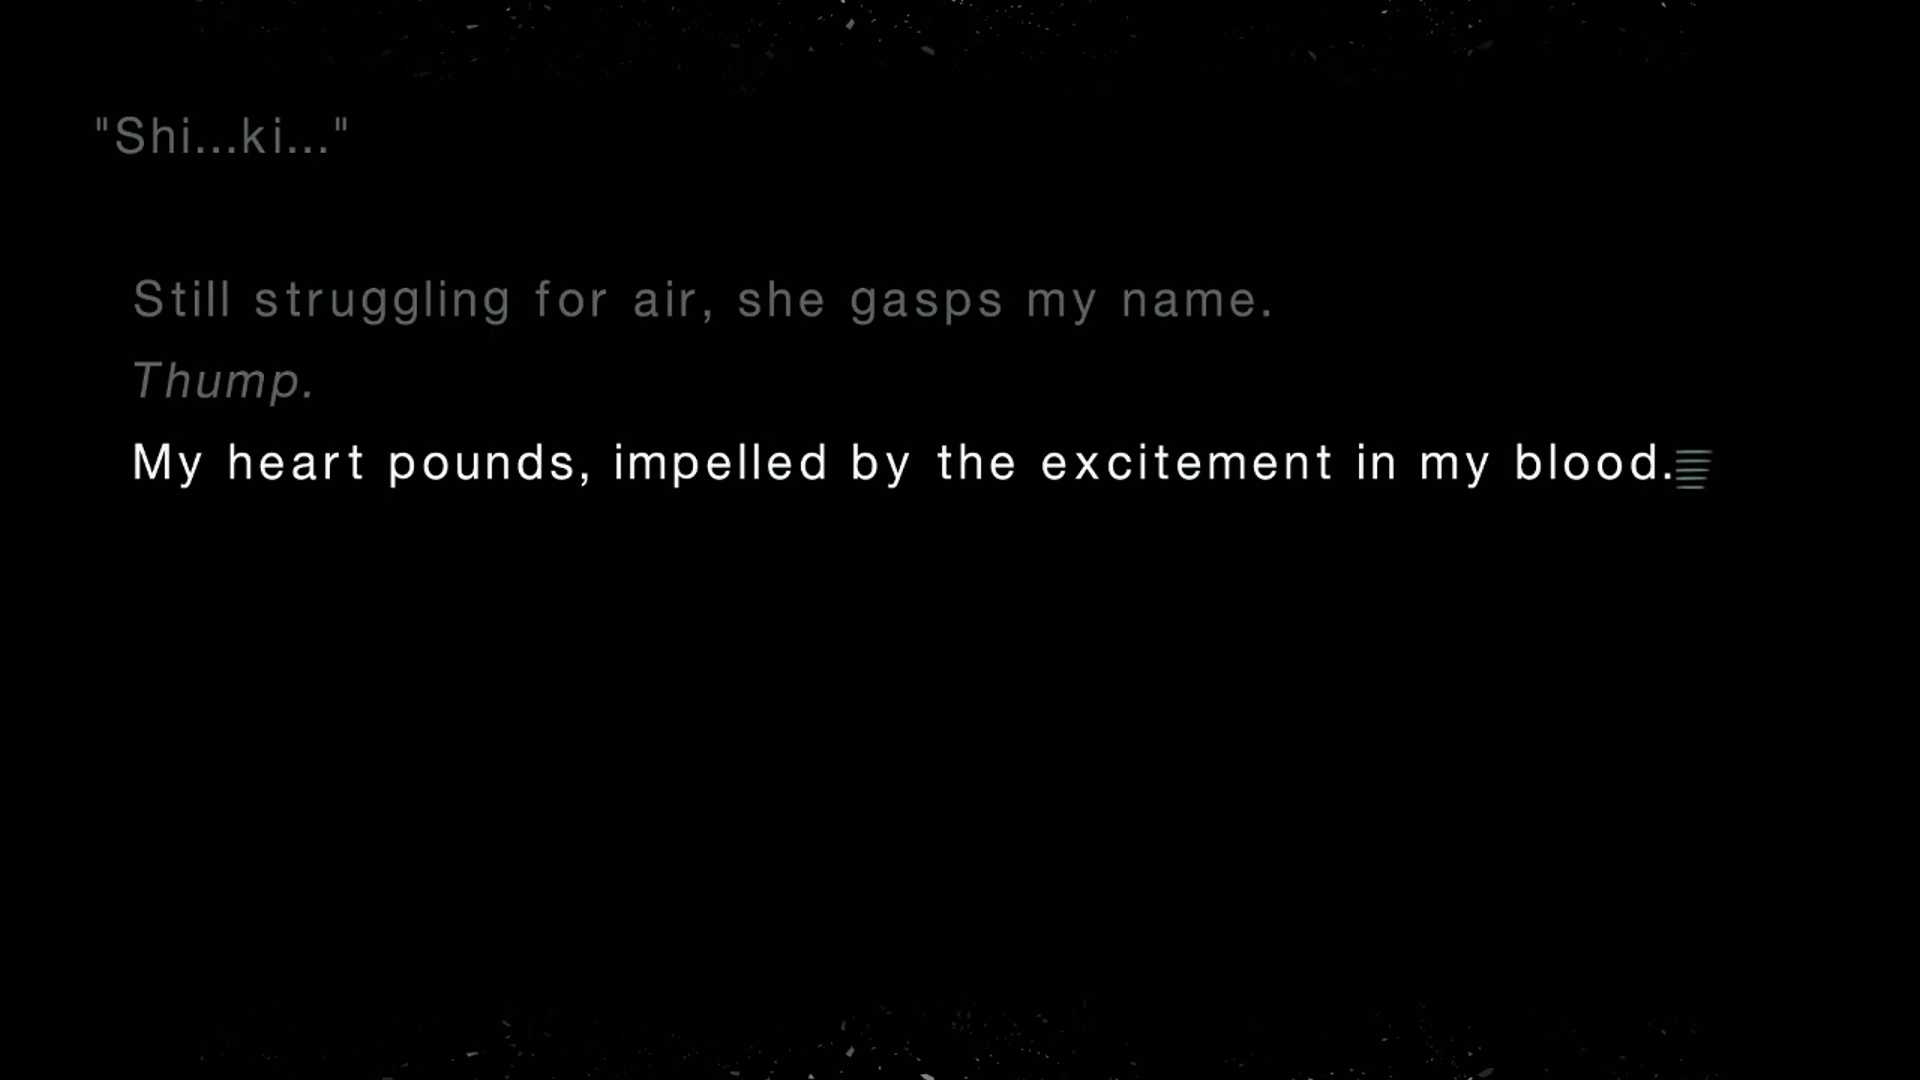 "Shi...ki..."
Still struggling for air, she gasps my name.
Thump.
My heart pounds, impelled by the excitement in my blood.